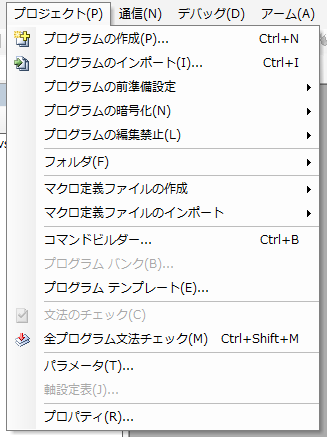 プロジェクト(P) 通信(N) デバッグ(D) アーム(A)
プログラムの作成(P)... Ctrl+N
プログラムのインポート(I)... Ctrl+I
プログラムの前準備設定
プログラムの暗号化(N)
プログラムの編集禁止(L)
フォルダ(F)
マクロ定義ファイルの作成
マクロ定義ファイルのインポート
コマンドビルダー... Ctrl+B
プログラム バンク(B)...
プログラム テンプレート(E)...
文法のチェック(C)
全プログラム文法チェック(M) Ctrl+Shift+M
パラメータ(T)...
軸設定表(J)...
プロパティ(R)...